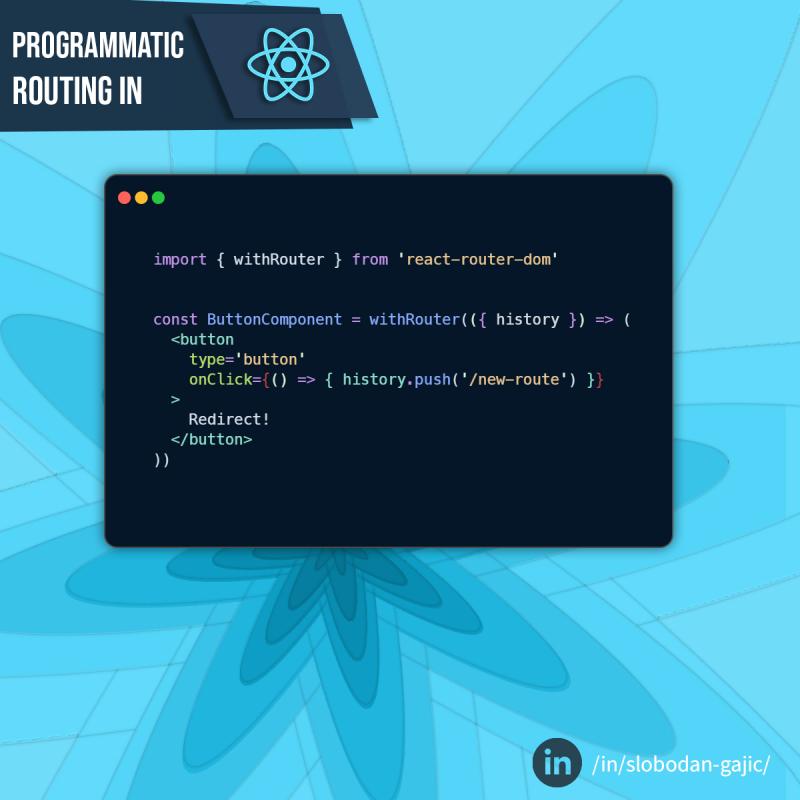 PROGRAMMATIC
ROUTING IN
import { withRouter } from 'react-router-dom'
const ButtonComponent = withRouter(({ history }) => (
<button
type='button'
onClick={() => { history.push('/new-route') }}
>
Redirect!
</button>
))
in /in/slobodan-gajic/